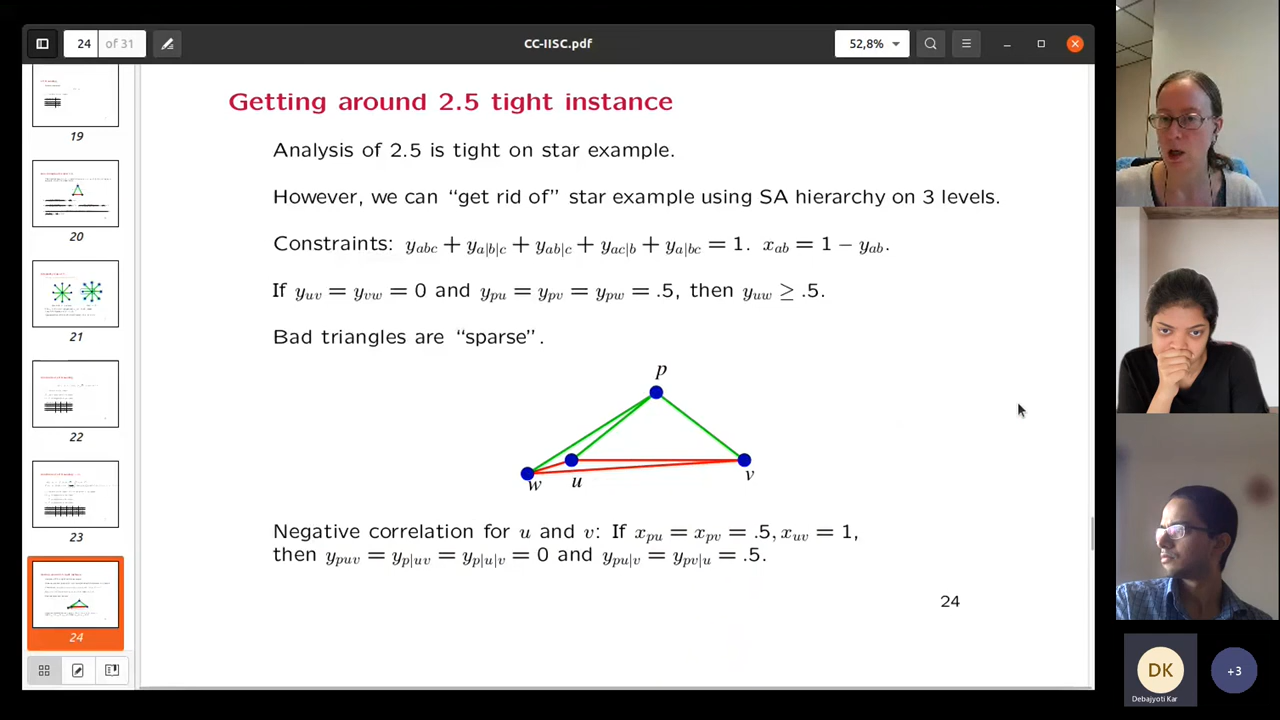 24 of 31 CC-IISC.pdf 52,8%
Getting around 2.5 tight instance
Analysis of 2.5 is tight on star example.
However, we can “get rid of” star example using SA hierarchy on 3 levels.
Constraints: y_{abc} + y_{a|b|c} + y_{ab|c} + y_{ac|b} + y_{a|bc} = 1. x_{ab} = 1 − y_{ab}.
If y_{uv} = y_{vw} = 0 and y_{pu} = y_{pv} = y_{pw} = .5, then y_{uw} ≥ .5.
Bad triangles are “sparse”.
p
w u v
Negative correlation for u and v: If x_{pu} = x_{pv} = .5, x_{uv} = 1,
then y_{puv} = y_{p|uv} = y_{p|u|v} = 0 and y_{pu|v} = y_{pv|u} = .5.
24
19
20
21
22
23
24
DK
Debajyoti Kar
+3